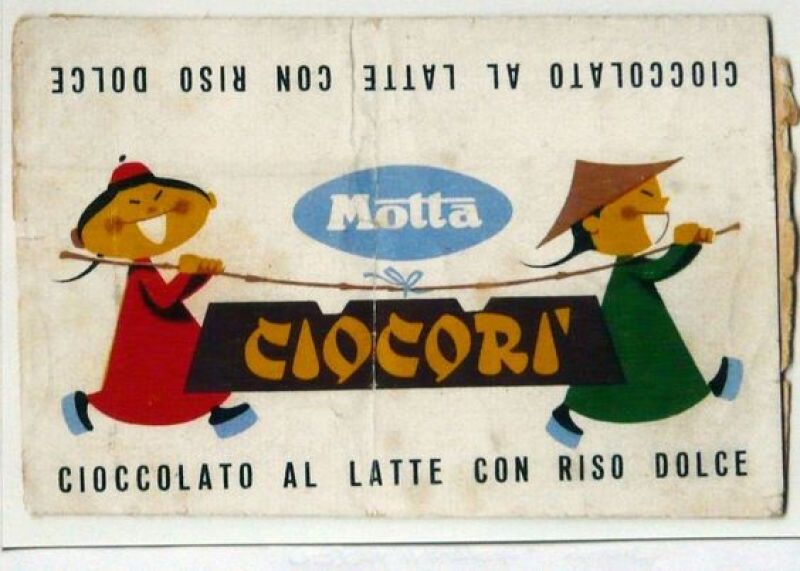 CIOCCOLATO AL LATTE CON RISO DOLCE
Motta
CIOCORI'
CIOCCOLATO AL LATTE CON RISO DOLCE